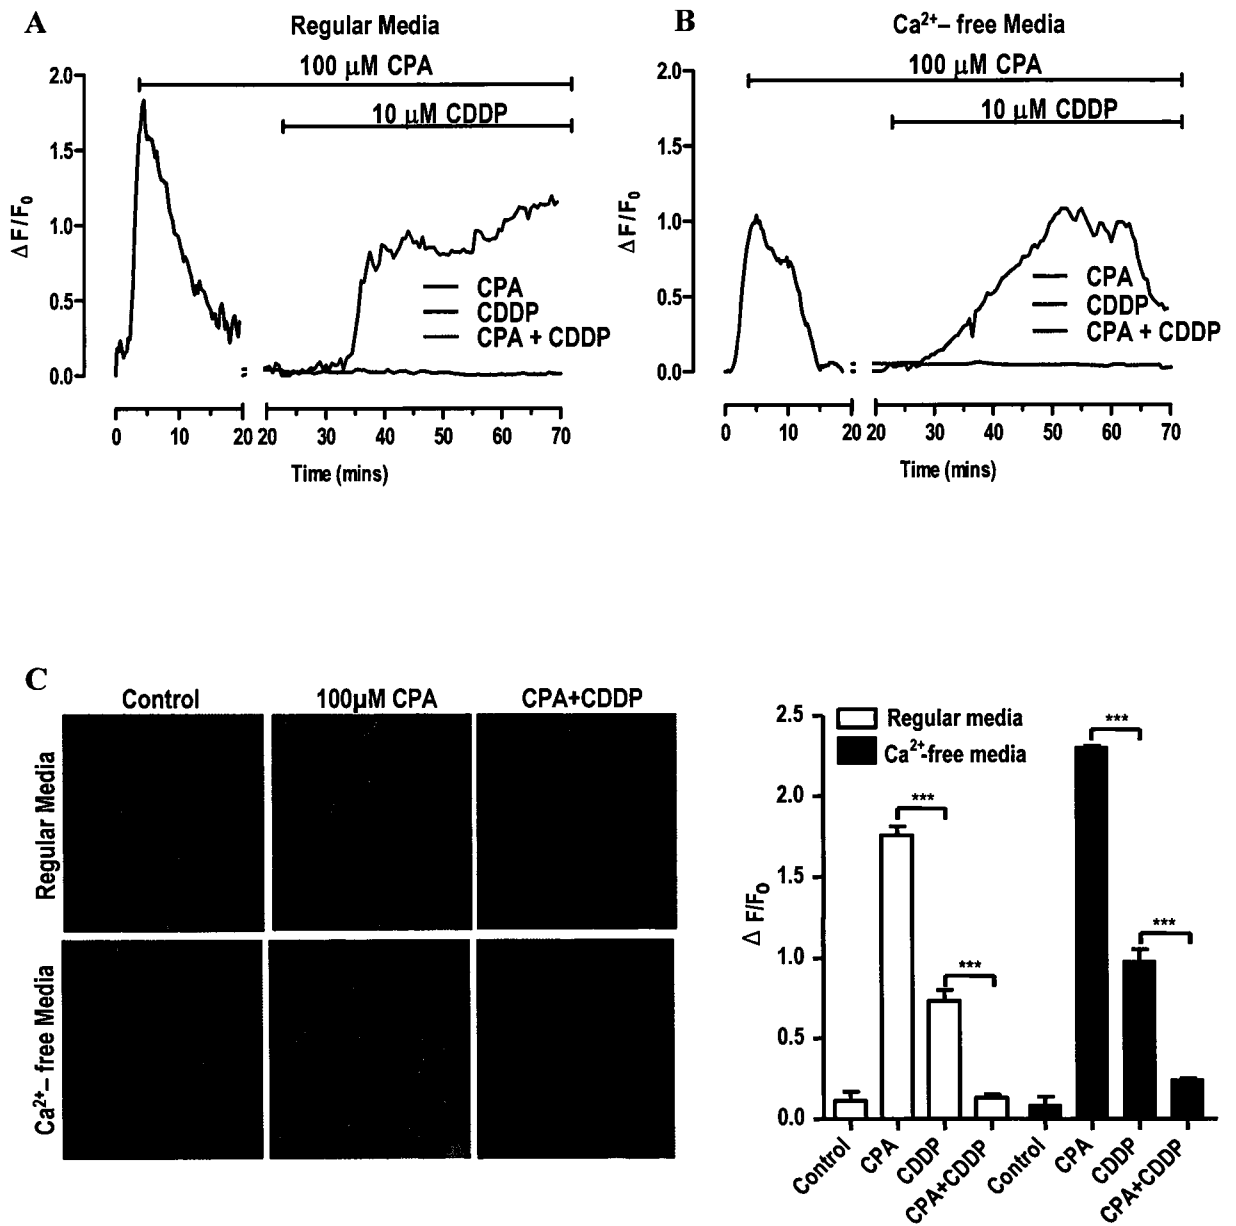 A
Regular Media
100 µM CPA
10 µM CDDP
2.0
1.5
1.0
0.5
0.0
Δ F/F0
CPA
CDDP
CPA + CDDP
0 10 20 20 30 40 50 60 70
Time (mins)
B
Ca2+– free Media
100 µM CPA
10 µM CDDP
2.0
1.5
1.0
0.5
0.0
Δ F/F0
CPA
CDDP
CPA + CDDP
0 10 20 20 30 40 50 60 70
Time (mins)
C
Control 100µM CPA CPA+CDDP
Regular Media
Ca2+– free Media
2.5
2.0
1.5
1.0
0.5
0.0
Δ F/F0
Regular media
Ca2+-free media
***
***
***
***
Control CPA CDDP CPA+CDDP Control CPA CDDP CPA+CDDP